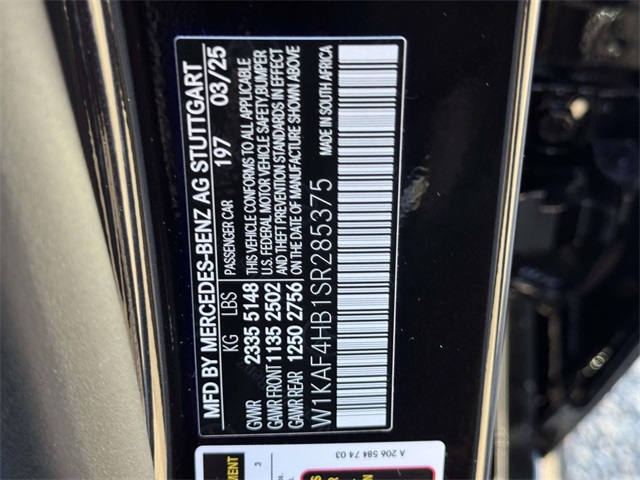 MFD BY MERCEDES-BENZ AG STUTTGART
PASSENGER CAR 197 03/25
KG LBS
GVWR 2335 5148
GAWR FRONT 1135 2502
GAWR REAR 1250 2756
THIS VEHICLE CONFORMS TO ALL APPLICABLE
U.S. FEDERAL MOTOR VEHICLE SAFETY, BUMPER
AND THEFT PREVENTION STANDARDS IN EFFECT
ON THE DATE OF MANUFACTURE SHOWN ABOVE
MADE IN SOUTH AFRICA
W1KAF4HB1SR285375
A 206 584 74 03
3